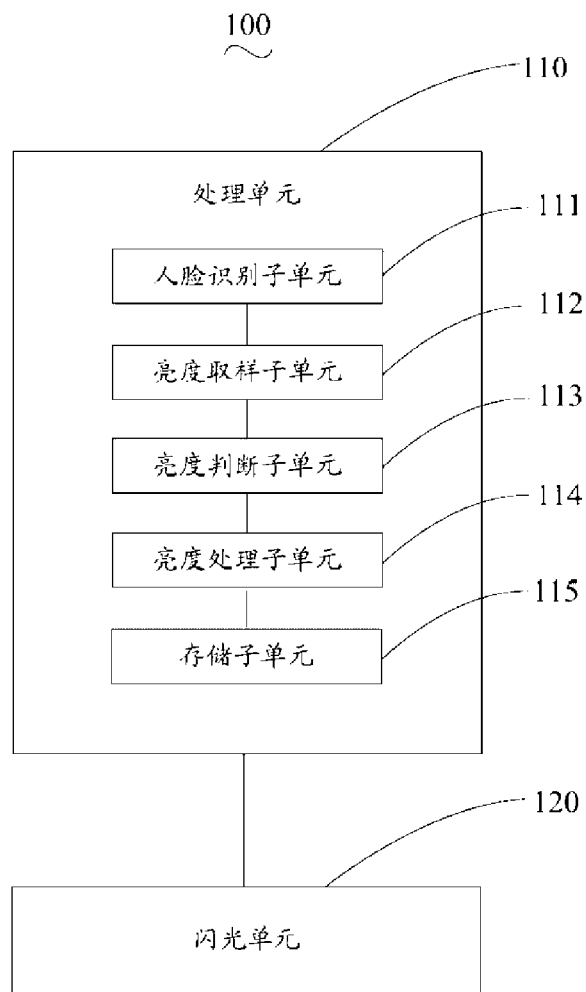 100
110
处理单元
111
人脸识别子单元
112
亮度取样子单元
113
亮度判断子单元
114
亮度处理子单元
115
存储子单元
120
闪光单元